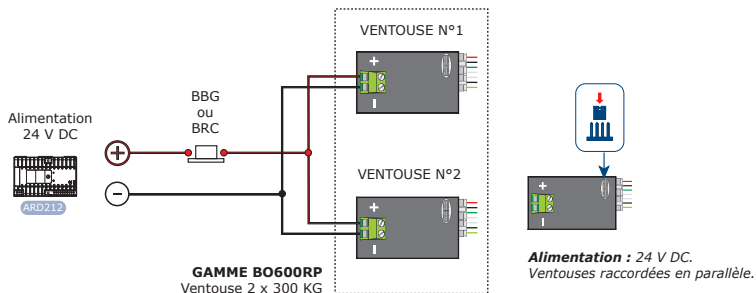 VENTOUSE N°1
+
–
BBG
ou
BRC
Alimentation
24 V DC
+
–
ARD212
VENTOUSE N°2
+
–
GAMME BO600RP
Ventouse 2 x 300 KG
+
–
Alimentation : 24 V DC.
Ventouses raccordées en parallèle.